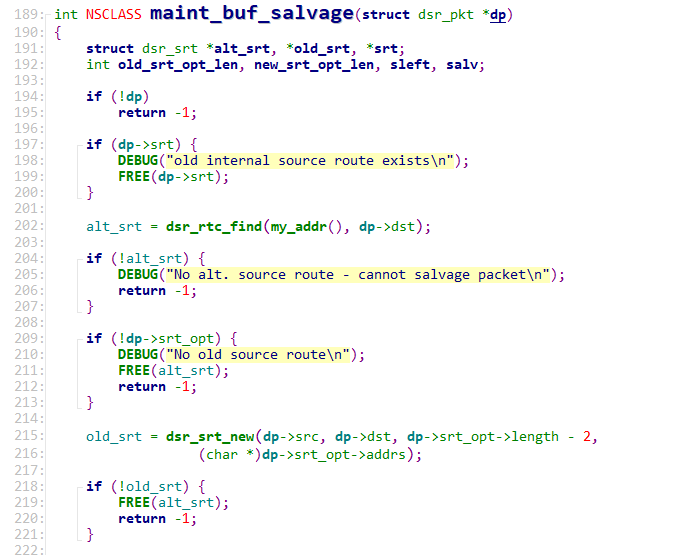 189: int NSCLASS maint_buf_salvage(struct dsr_pkt *dp)
190: {
191:     struct dsr_srt *alt_srt, *old_srt, *srt;
192:     int old_srt_opt_len, new_srt_opt_len, sleft, salv;
193:
194:     if (!dp)
195:         return -1;
196:
197:     if (dp->srt) {
198:         DEBUG("old internal source route exists\n");
199:         FREE(dp->srt);
200:     }
201:
202:     alt_srt = dsr_rtc_find(my_addr(), dp->dst);
203:
204:     if (!alt_srt) {
205:         DEBUG("No alt. source route - cannot salvage packet\n");
206:         return -1;
207:     }
208:
209:     if (!dp->srt_opt) {
210:         DEBUG("No old source route\n");
211:         FREE(alt_srt);
212:         return -1;
213:     }
214:
215:     old_srt = dsr_srt_new(dp->src, dp->dst, dp->srt_opt->length - 2,
216:                   (char *)dp->srt_opt->addrs);
217:
218:     if (!old_srt) {
219:         FREE(alt_srt);
220:         return -1;
221:     }
222: